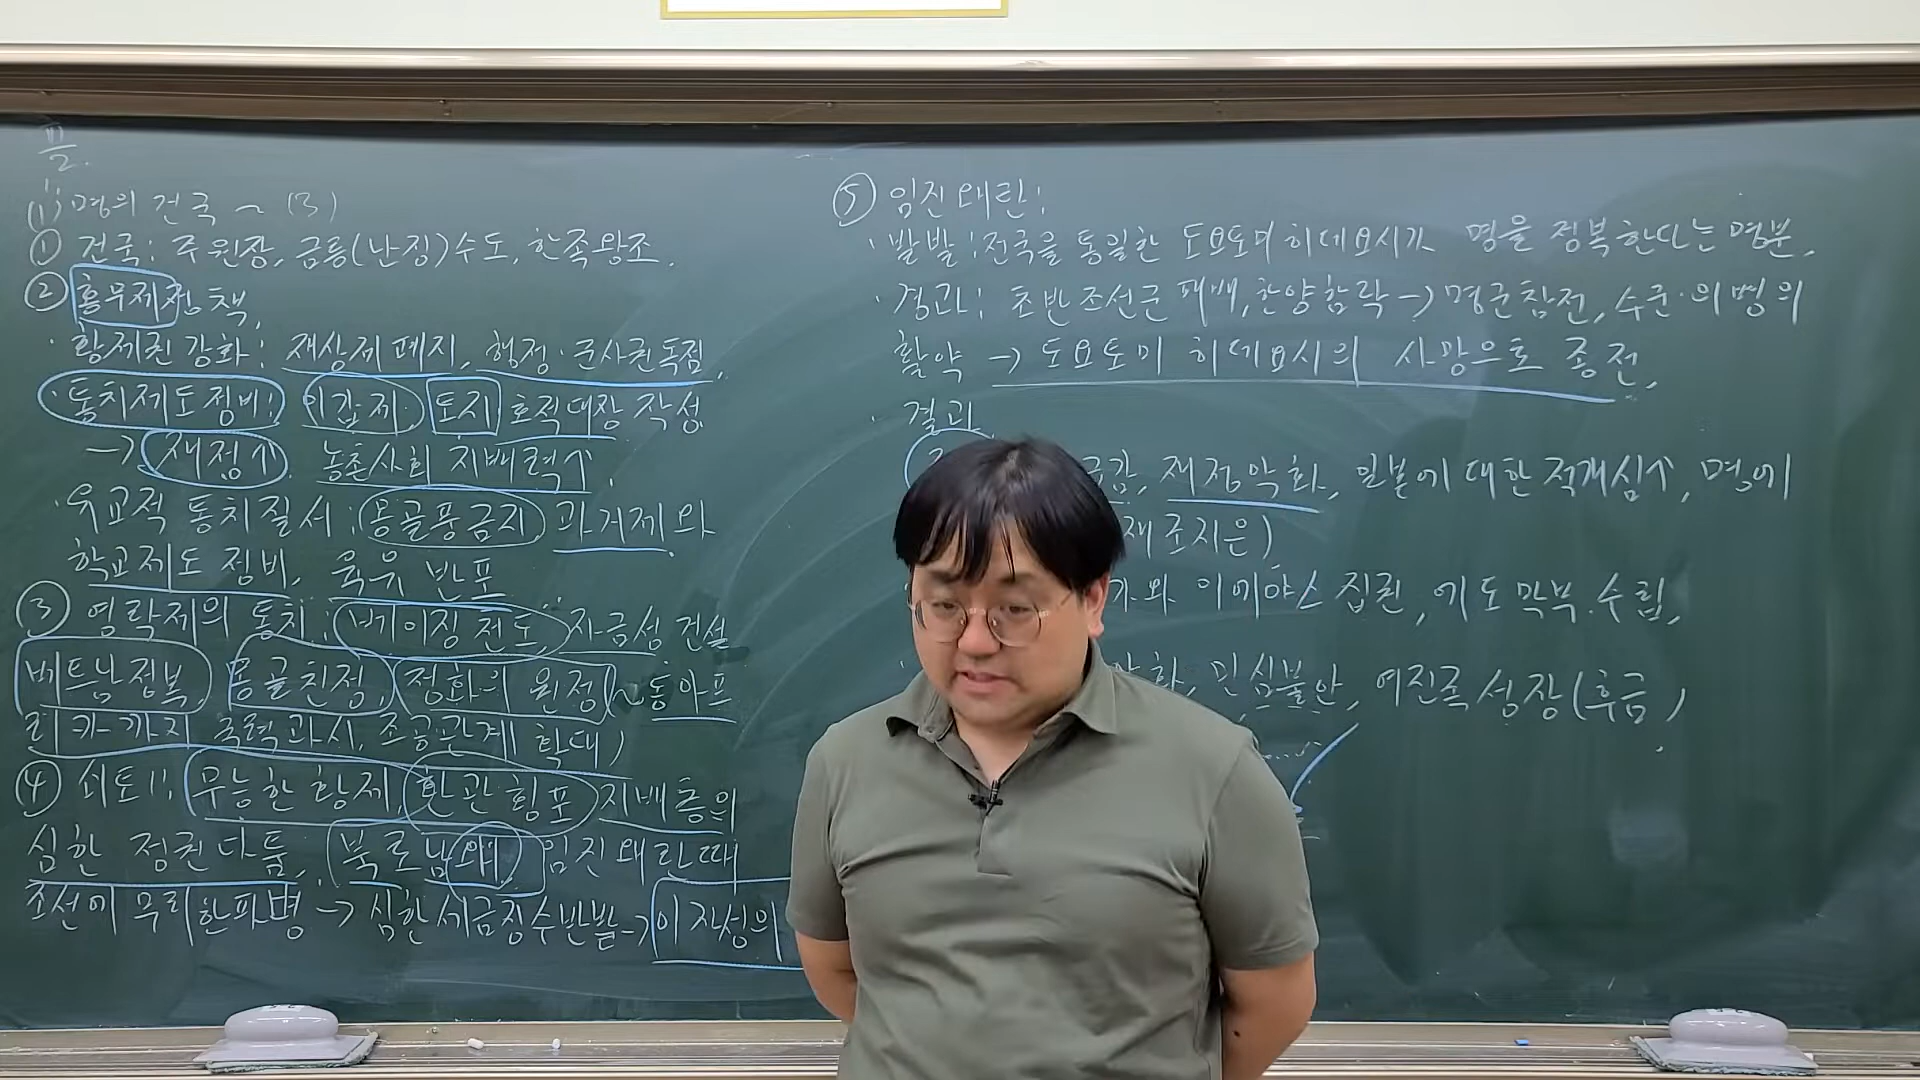 Ⅲ
2.
1.
(1) 명의 건국 ~ (3)
① 건국: 주원장, 금릉(난징)수도, 한족왕조.
② 홍무제정책.
· 황제권 강화: 재상제 폐지, 행정·군사권독점.
· 통치제도정비: 이갑제. 토지 호적대장 작성
→ 재정↑. 농촌사회 지배력↑.
· 유교적 통치질서: 몽골풍금지 과거제와
학교제도 정비, 육유 반포
③ 영락제의 통치: 베이징 천도, 자금성 건설
베트남정복, 몽골친정, 정화의 원정(~동아프
리카까지 국력과시, 조공관계 확대)
④ 쇠퇴: 무능한 황제, 환관 횡포 지배층의
심한 정권다툼, 북로남왜, 임진왜란때
조선에 무리한파병 → 심한세금징수반발 → 이자성의
⑤ 임진왜란:
· 발발: 전국을 통일한 도요토미 히데요시가 명을 정복한다는 명분.
· 경과: 초반조선군 패배, 한양함락 → 명군참전, 수군·의병의
활약 → 도요토미 히데요시의 사망으로 종전.
· 결과
급감, 재정악화, 일본에 대한 적개심↑, 명에
재조지은)
가와 이에야스 집권, 에도 막부 수립,
민심불안, 여진족성장(후금)